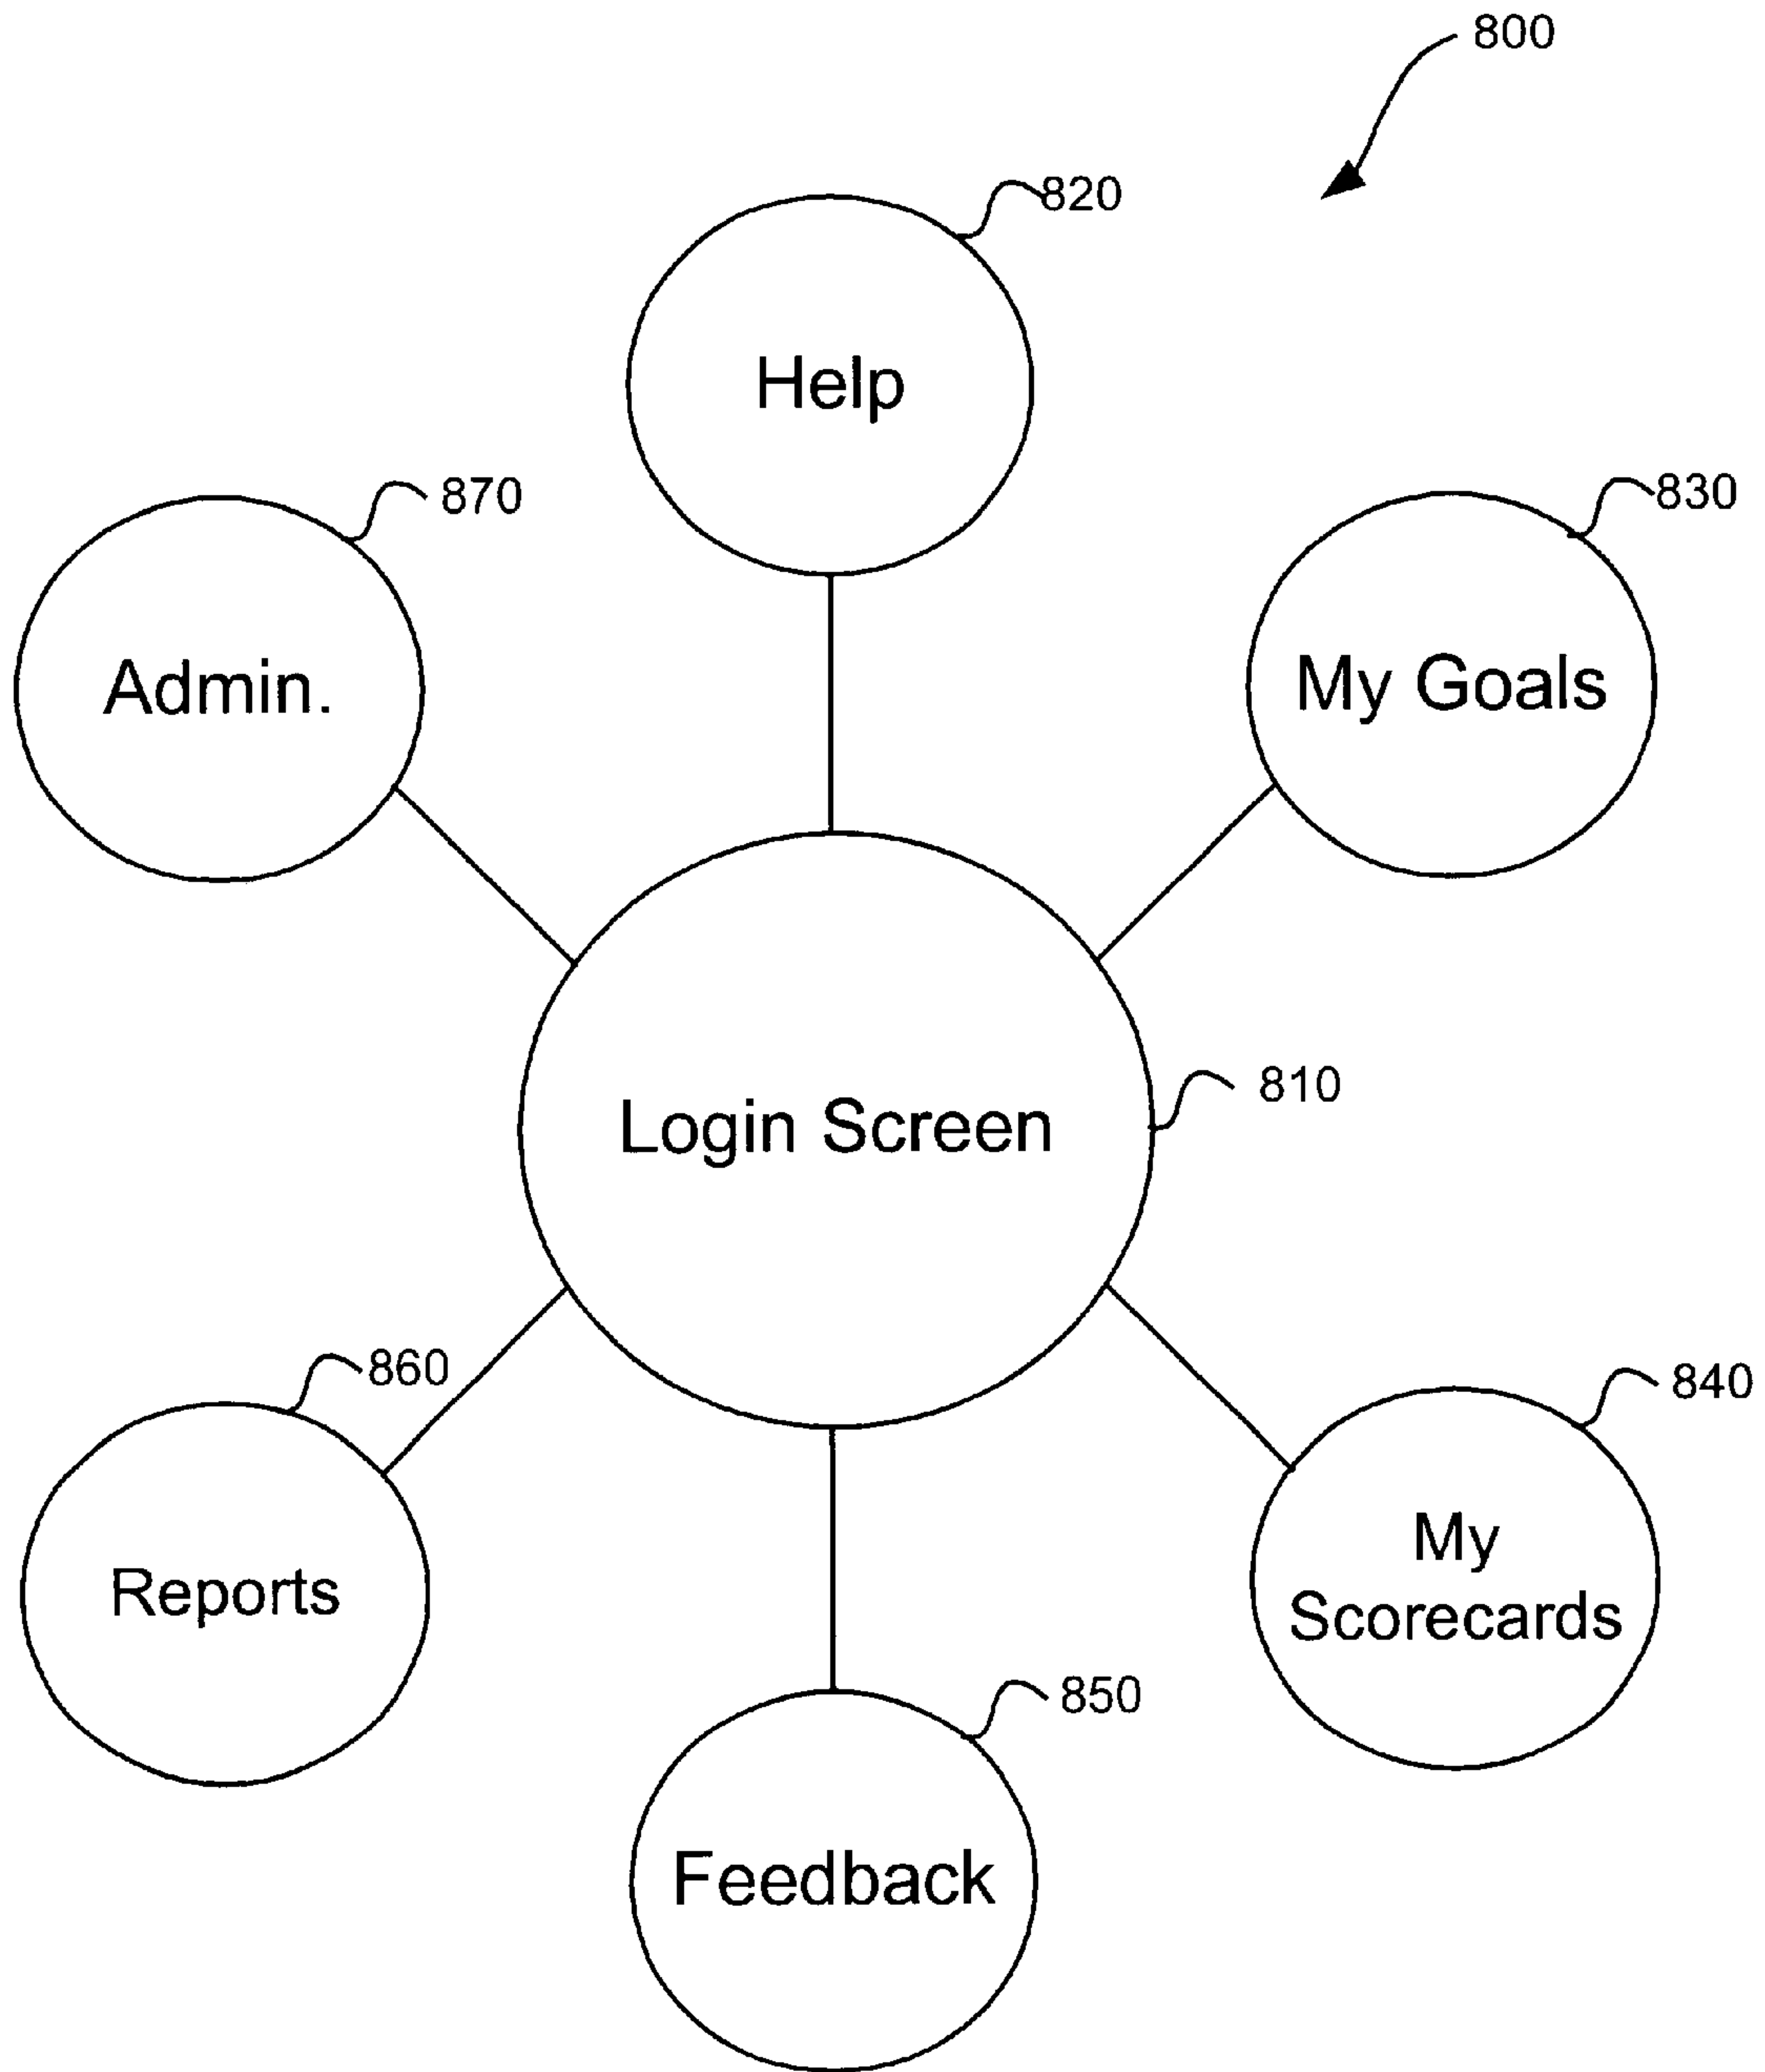 800
820
Help
870
830
Admin.
My Goals
810
Login Screen
860
840
My
Scorecards
Reports
850
Feedback